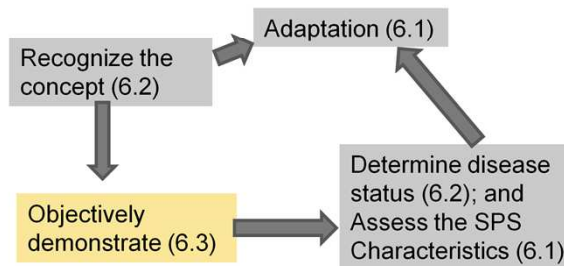 Adaptation (6.1)
Recognize the
concept (6.2)
Determine disease
status (6.2); and
Assess the SPS
Characteristics (6.1)
Objectively
demonstrate (6.3)